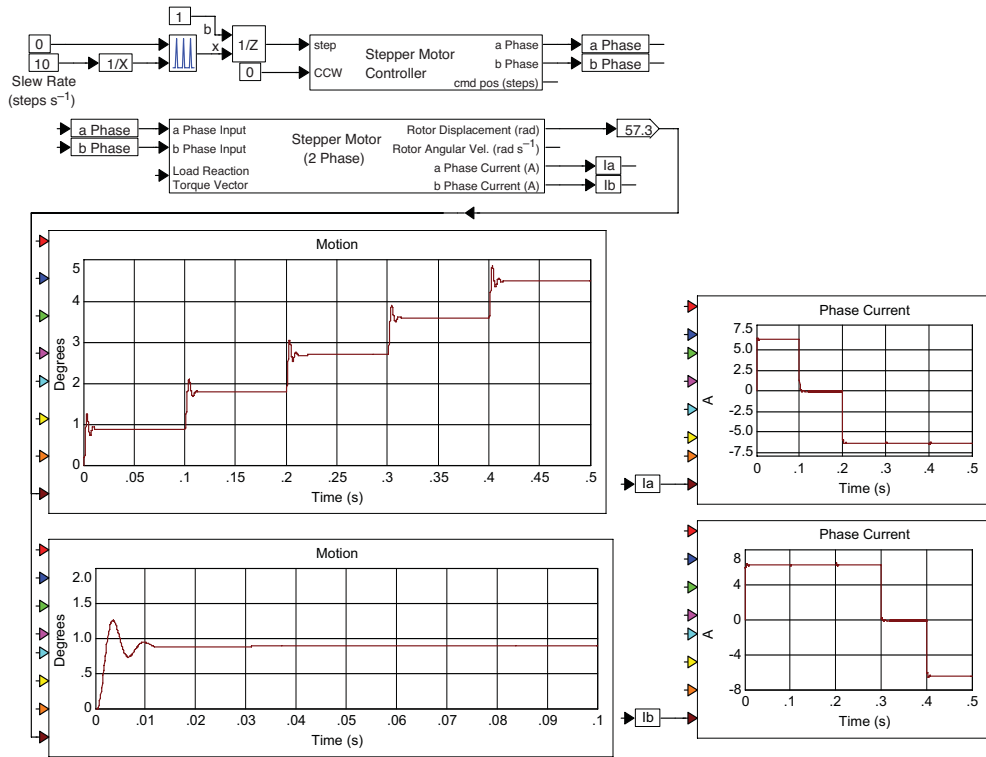 1
b
0
x
1/Z
10
1/X
0
Slew Rate
(steps s⁻¹)
step
CCW
Stepper Motor
Controller
a Phase
b Phase
cmd pos (steps)
a Phase
b Phase
a Phase
b Phase
a Phase Input
b Phase Input
Load Reaction
Torque Vector
Stepper Motor
(2 Phase)
Rotor Displacement (rad)
Rotor Angular Vel. (rad s⁻¹)
a Phase Current (A)
b Phase Current (A)
57.3
Ia
Ib
Motion
Degrees
5
4
3
2
1
0
0 .05 .1 .15 .2 .25 .3 .35 .4 .45 .5
Time (s)
Ia
Phase Current
A
7.5
5.0
2.5
0
-2.5
-5.0
-7.5
0 .1 .2 .3 .4 .5
Time (s)
Motion
Degrees
2.0
1.5
1.0
.5
0
0 .01 .02 .03 .04 .05 .06 .07 .08 .09 .1
Time (s)
Ib
Phase Current
A
8
4
0
-4
-8
0 .1 .2 .3 .4 .5
Time (s)